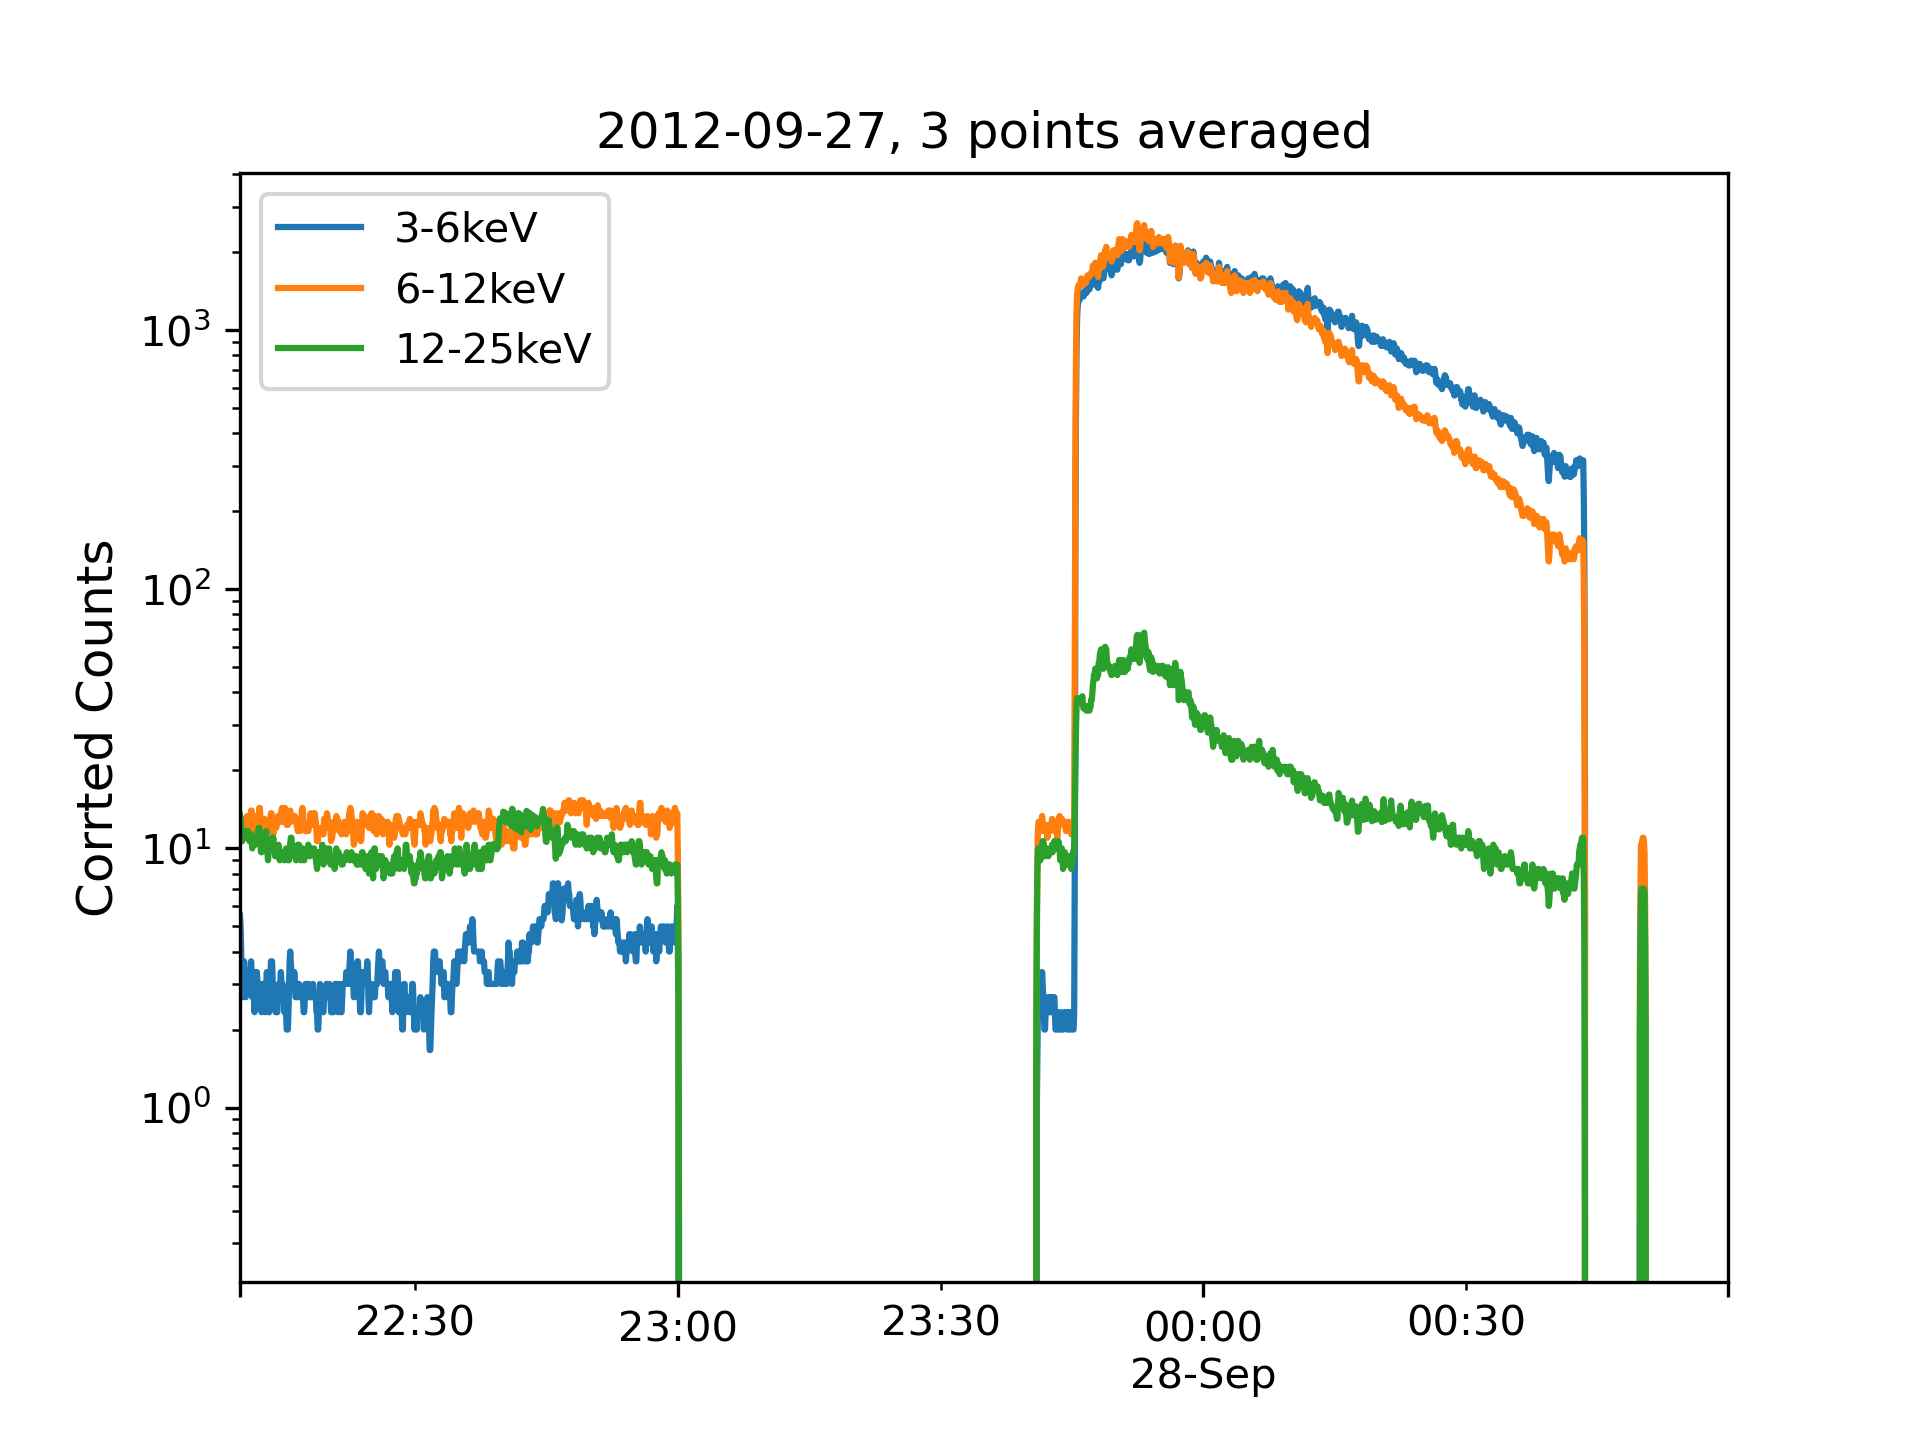 2012-09-27, 3 points averaged
3-6keV
6-12keV
12-25keV
Corrted Counts
10³
10²
10¹
10⁰
22:30
23:00
23:30
00:00
00:30
28-Sep